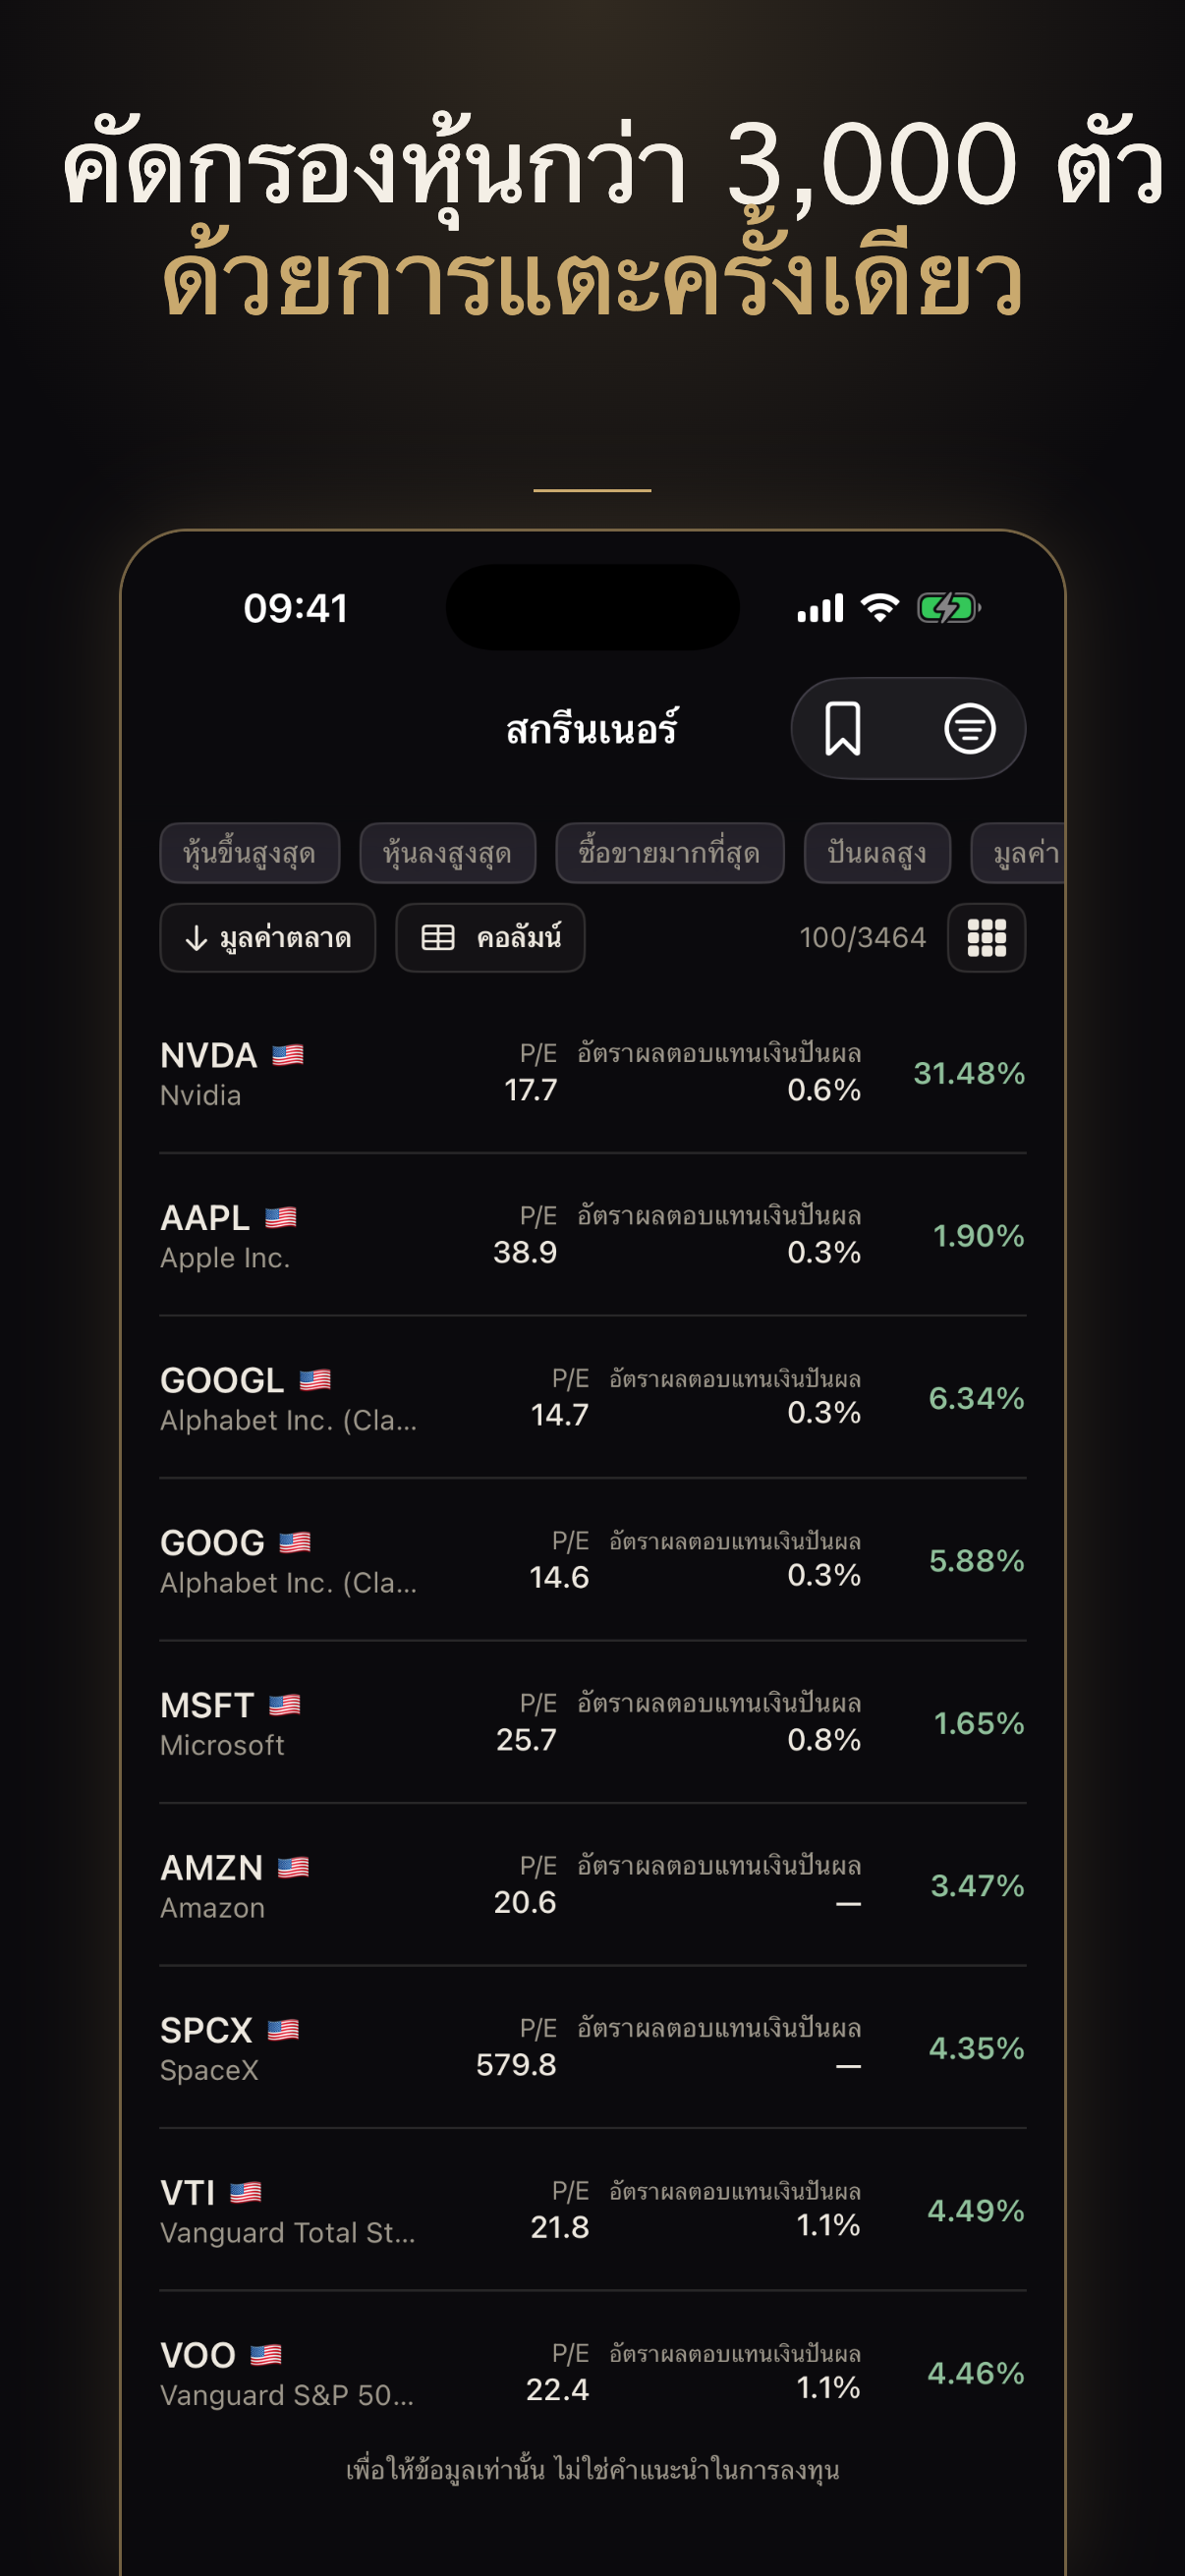 คัดกรองหุ้นกว่า 3,000 ตัว
ด้วยการแตะครั้งเดียว
09:41
สกรีนเนอร์
หุ้นขึ้นสูงสุด หุ้นลงสูงสุด ซื้อขายมากที่สุด ปันผลสูง มูลค่า
มูลค่าตลาด คอลัมน์ 100/3464
NVDA P/E อัตราผลตอบแทนเงินปันผล 31.48%
Nvidia 17.7 0.6%
AAPL P/E อัตราผลตอบแทนเงินปันผล 1.90%
Apple Inc. 38.9 0.3%
GOOGL P/E อัตราผลตอบแทนเงินปันผล 6.34%
Alphabet Inc. (Cla... 14.7 0.3%
GOOG P/E อัตราผลตอบแทนเงินปันผล 5.88%
Alphabet Inc. (Cla... 14.6 0.3%
MSFT P/E อัตราผลตอบแทนเงินปันผล 1.65%
Microsoft 25.7 0.8%
AMZN P/E อัตราผลตอบแทนเงินปันผล 3.47%
Amazon 20.6 —
SPCX P/E อัตราผลตอบแทนเงินปันผล 4.35%
SpaceX 579.8 —
VTI P/E อัตราผลตอบแทนเงินปันผล 4.49%
Vanguard Total St... 21.8 1.1%
VOO P/E อัตราผลตอบแทนเงินปันผล 4.46%
Vanguard S&P 50... 22.4 1.1%
เพื่อให้ข้อมูลเท่านั้น ไม่ใช่คำแนะนำในการลงทุน